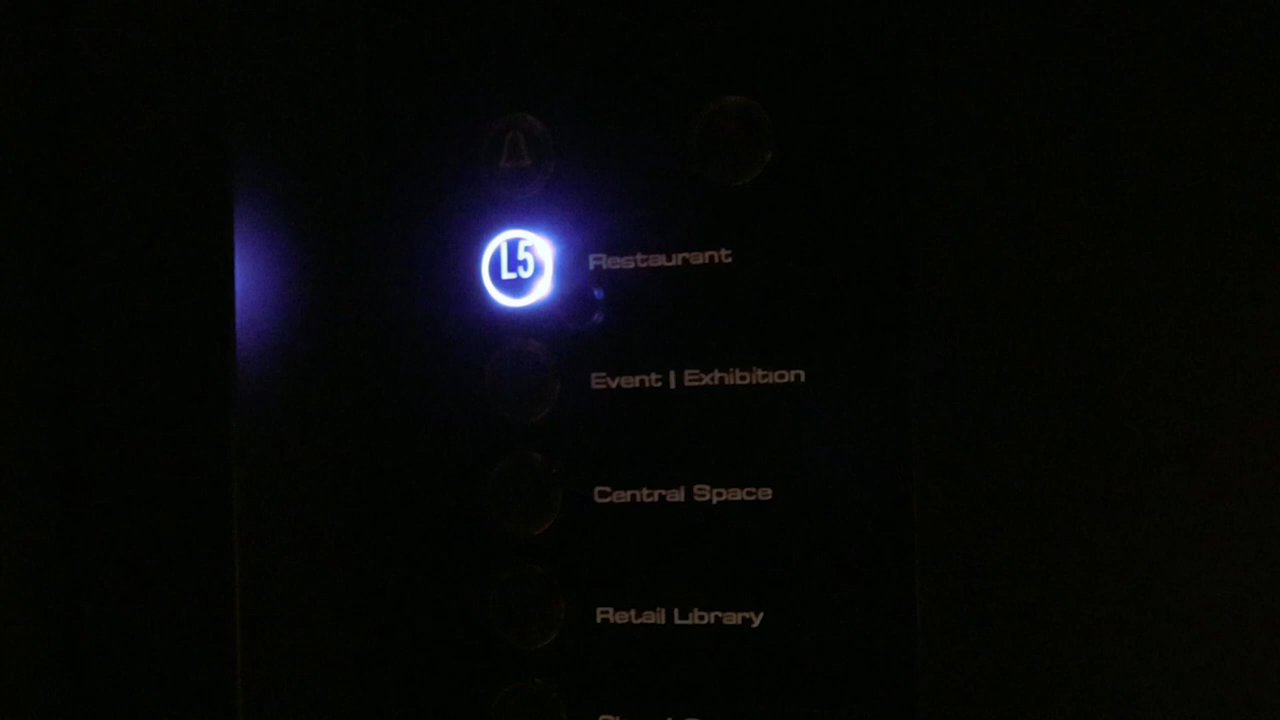 L5 Restaurant
Event | Exhibition
Central Space
Retail Library